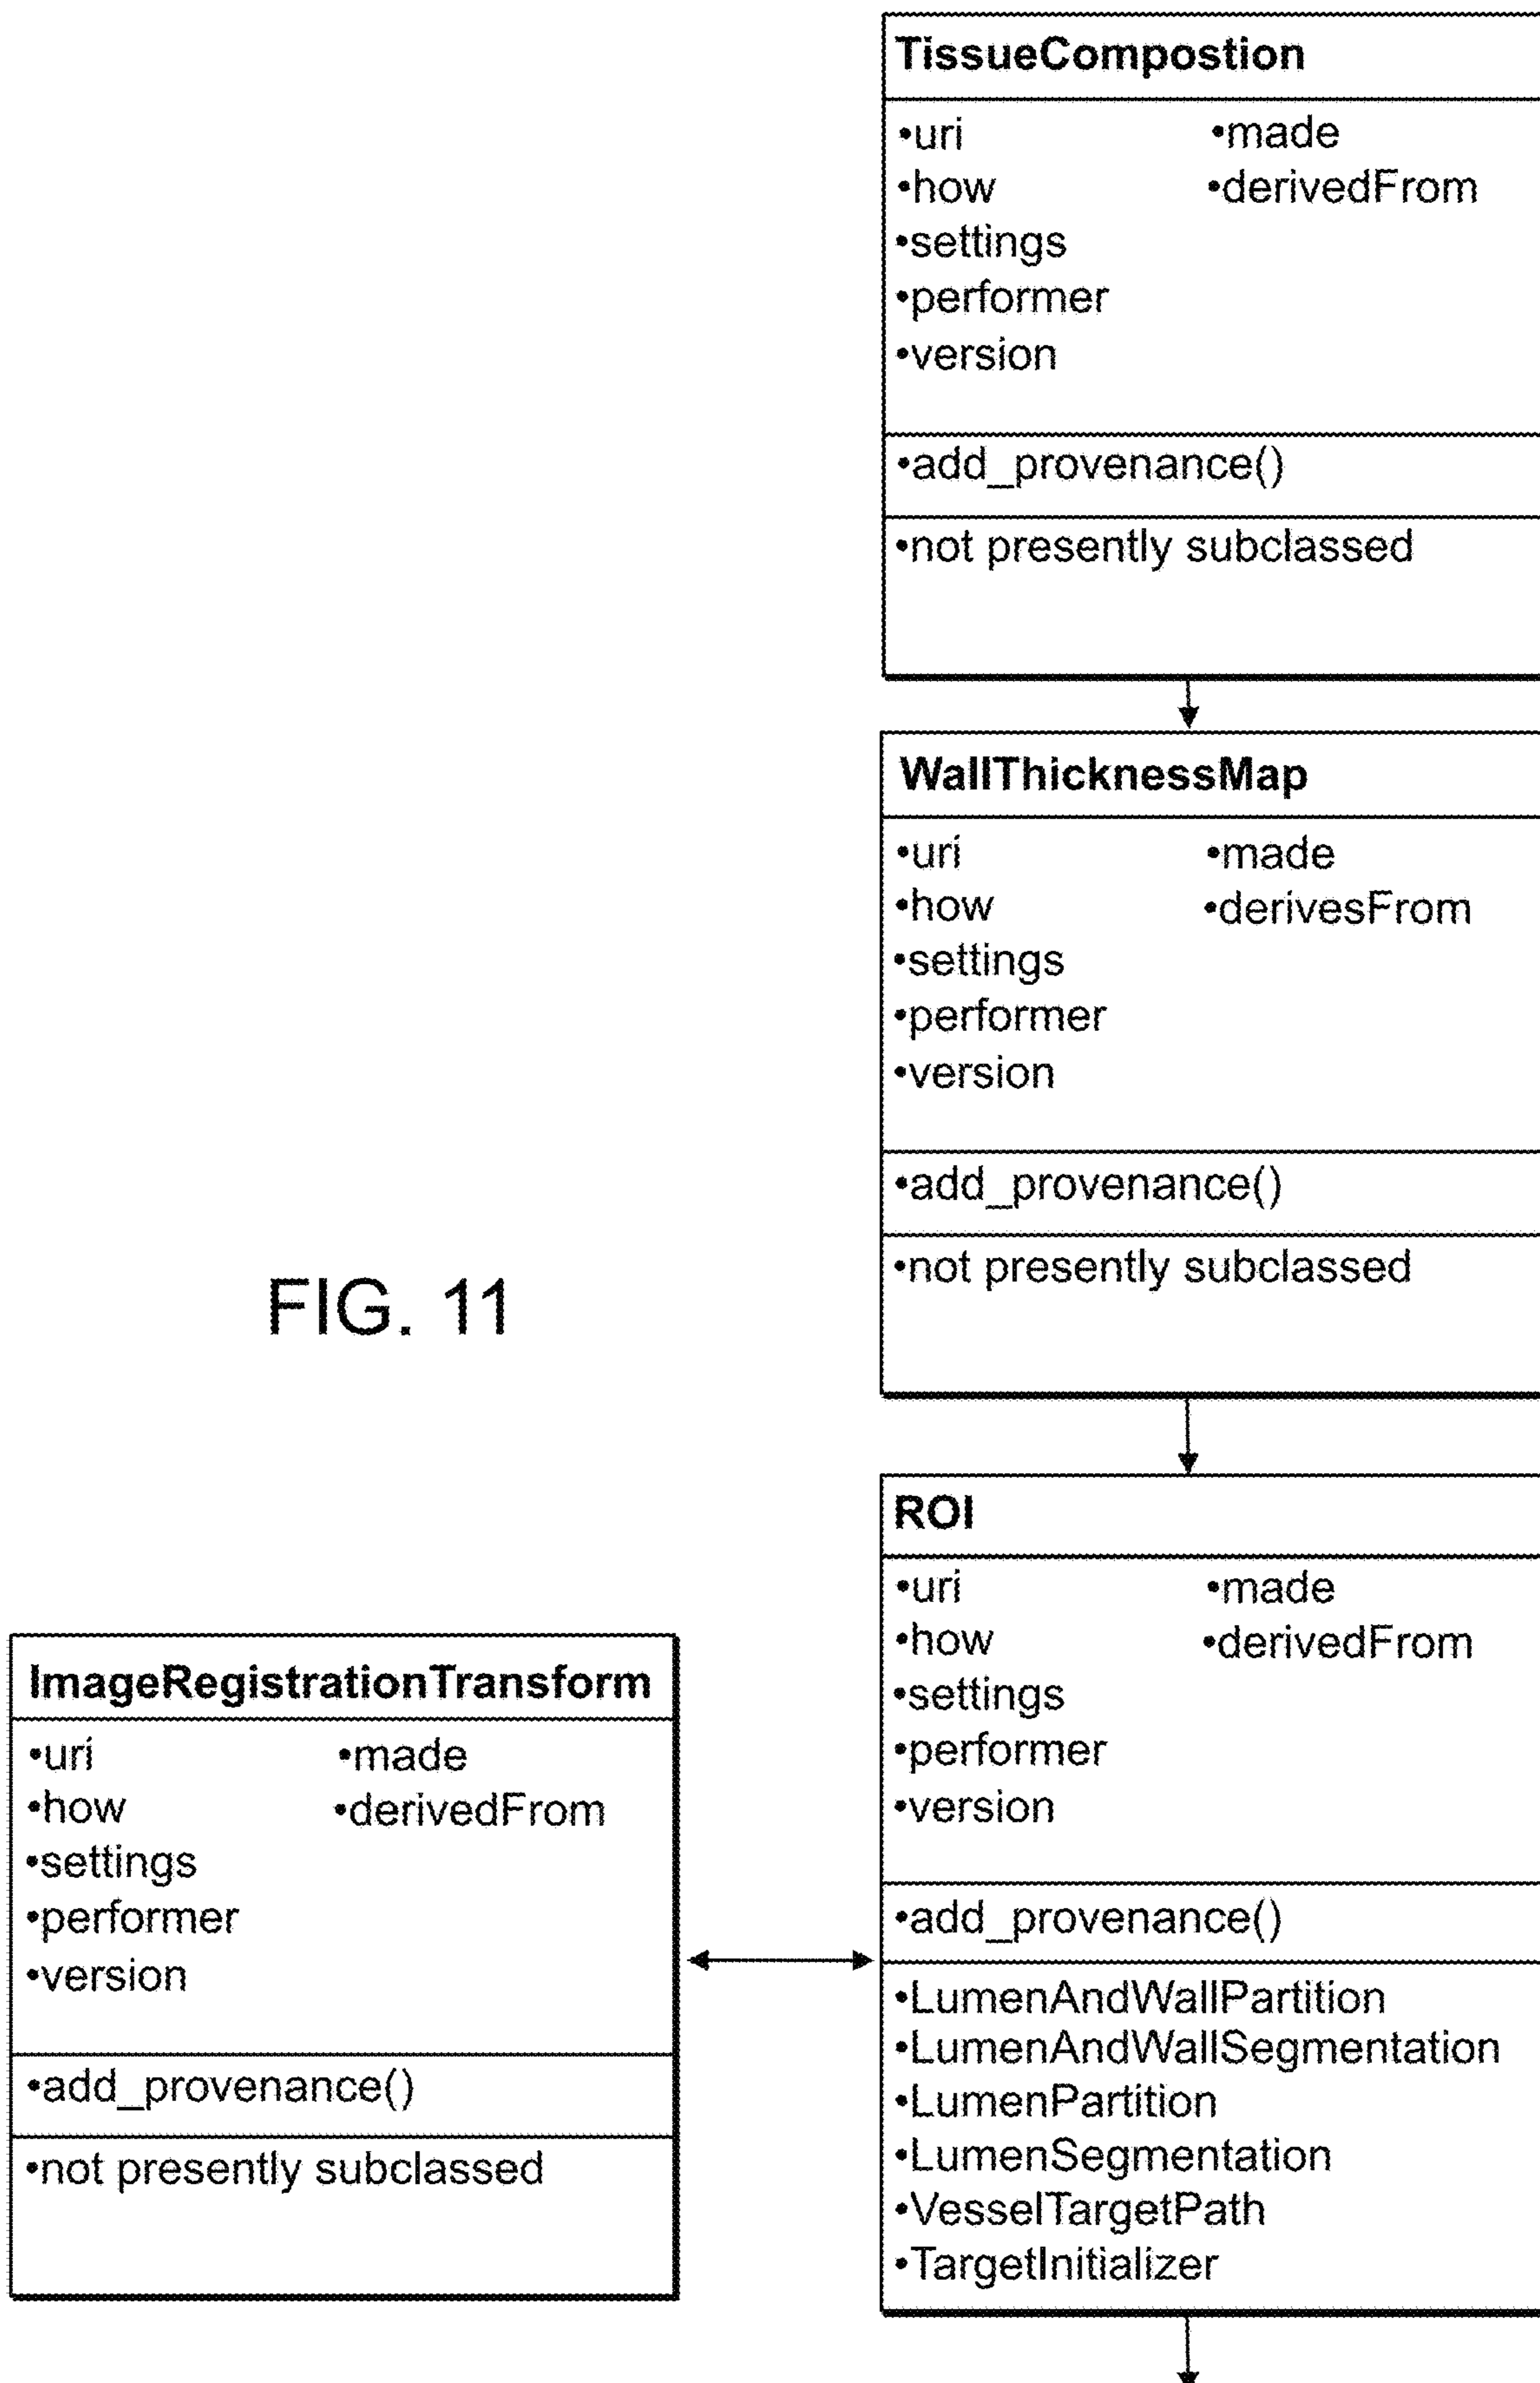 TissueCompostion
•uri •made
•how •derivedFrom
•settings
•performer
•version
•add_provenance()
•not presently subclassed
WallThicknessMap
•uri •made
•how •derivesFrom
•settings
•performer
•version
•add_provenance()
•not presently subclassed
FIG. 11
ROI
•uri •made
•how •derivedFrom
•settings
•performer
•version
•add_provenance()
•LumenAndWallPartition
•LumenAndWallSegmentation
•LumenPartition
•LumenSegmentation
•VesselTargetPath
•TargetInitializer
ImageRegistrationTransform
•uri •made
•how •derivedFrom
•settings
•performer
•version
•add_provenance()
•not presently subclassed